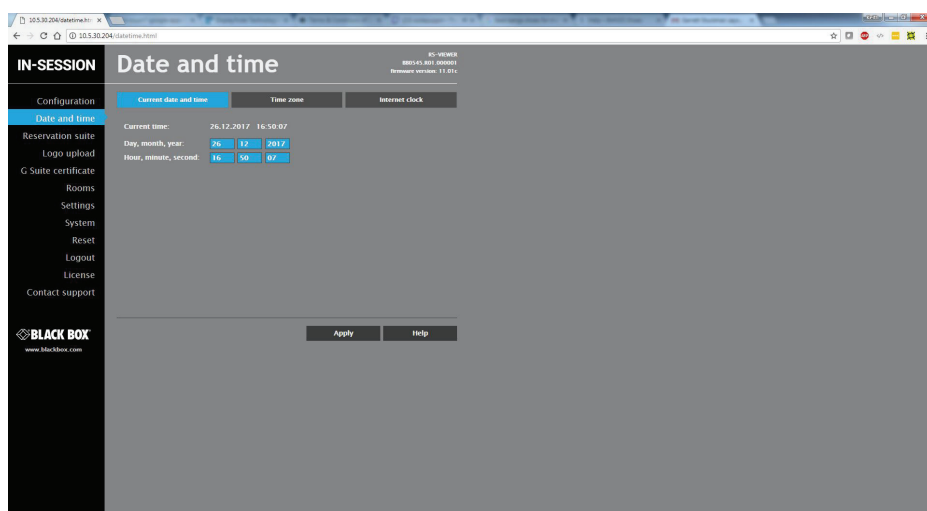 10.5.30.204/datetime.ht
10.5.30.204/datetime.html
IN-SESSION
Date and time
RS-VIEWER
880545.R01.000001
firmware version: 11.01c
Configuration
Date and time
Reservation suite
Logo upload
G Suite certificate
Rooms
Settings
System
Reset
Logout
License
Contact support
BLACK BOX
www.blackbox.com
Current date and time
Time zone
Internet clock
Current time: 26.12.2017 16:50:07
Day, month, year: 26 12 2017
Hour, minute, second: 16 50 07
Apply
Help